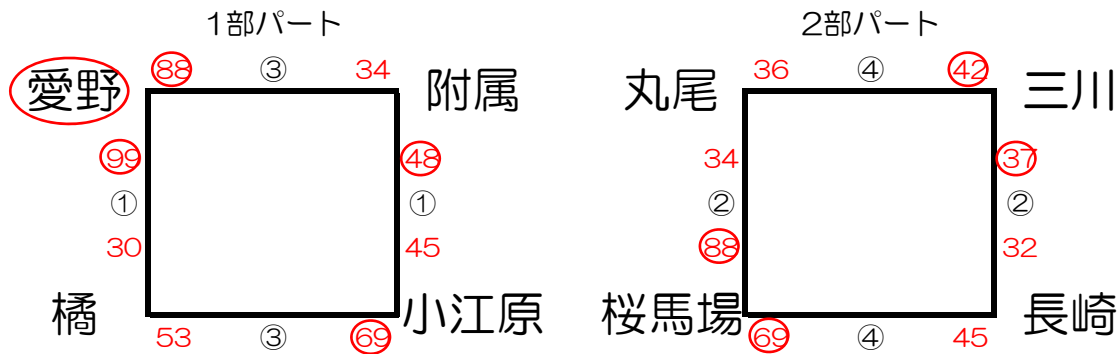 1部パート 2部パート
88 ③ 34 36 ④ 42
愛野 附属 丸尾 三川
99 48 34 37
① ① ② ②
30 45 88 32
橘 小江原 桜馬場 長崎
53 ③ 69 69 ④ 45